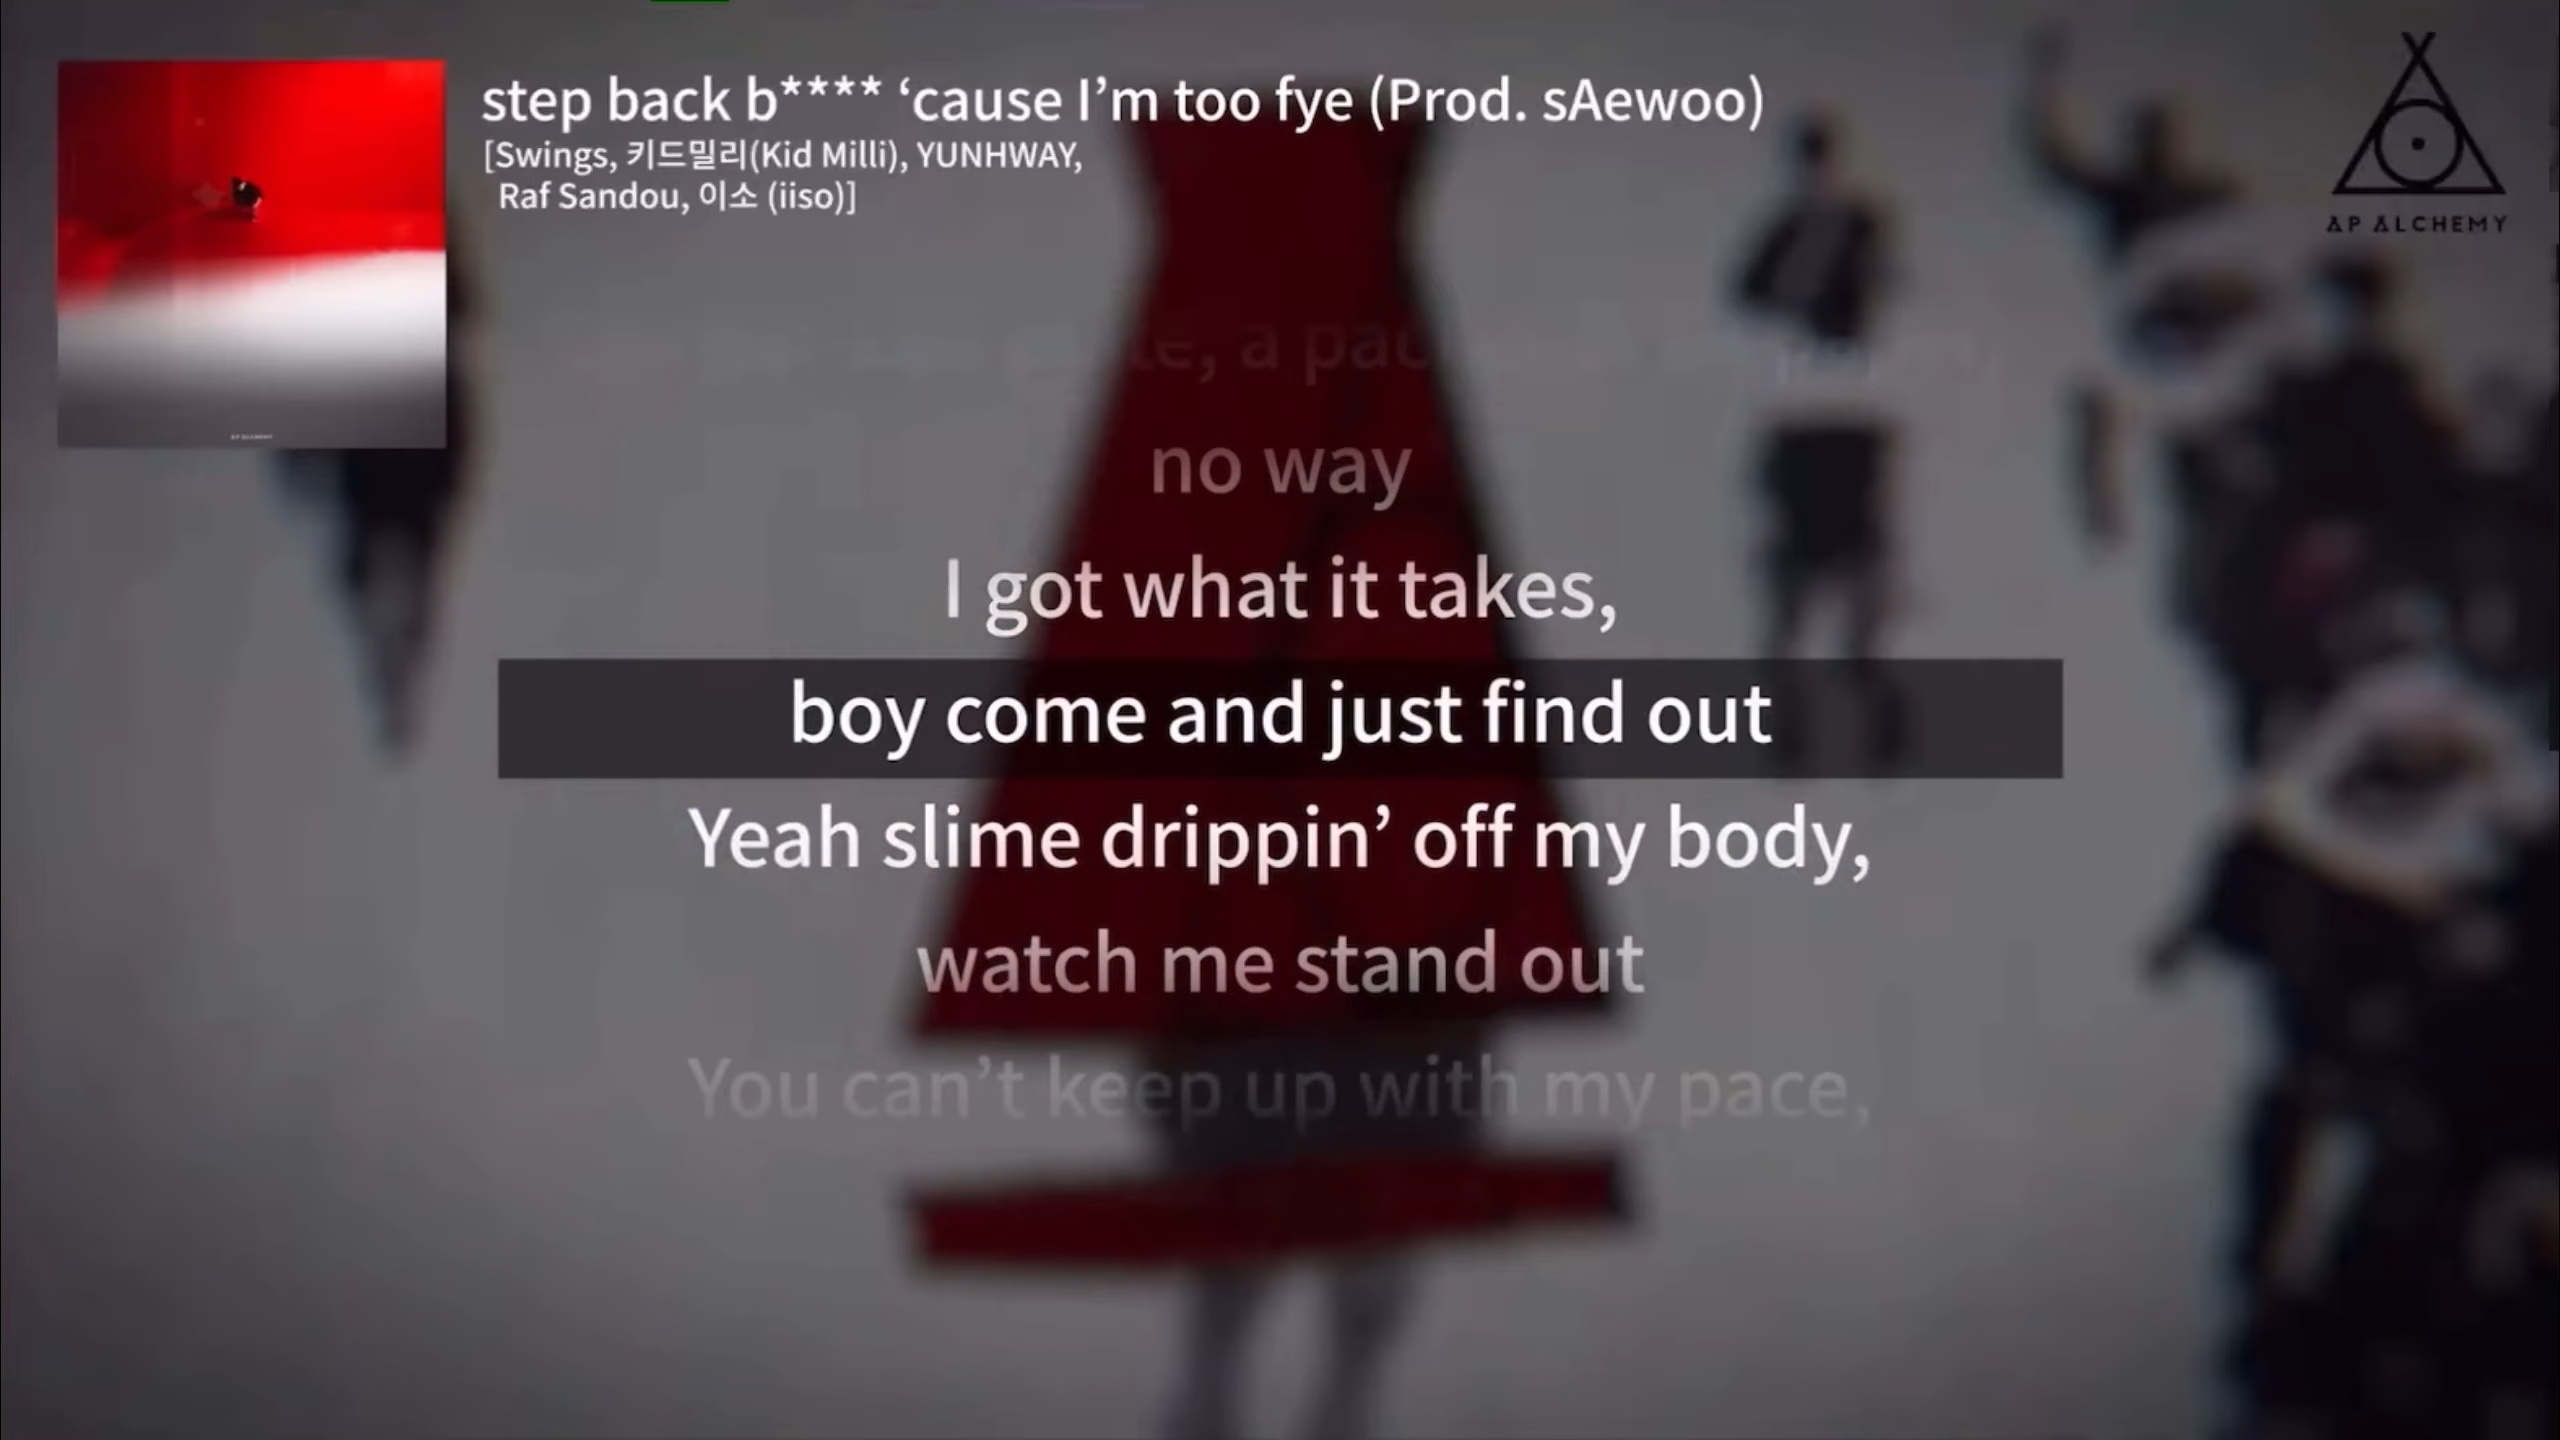 step back b**** ‘cause I’m too fye (Prod. sAewoo)
[Swings, 키드밀리(Kid Milli), YUNHWAY,
Raf Sandou, 이소 (iiso)]
AP ALCHEMY
AP ALCHEMY
no way
I got what it takes,
boy come and just find out
Yeah slime drippin’ off my body,
watch me stand out
You can’t keep up with my pace,